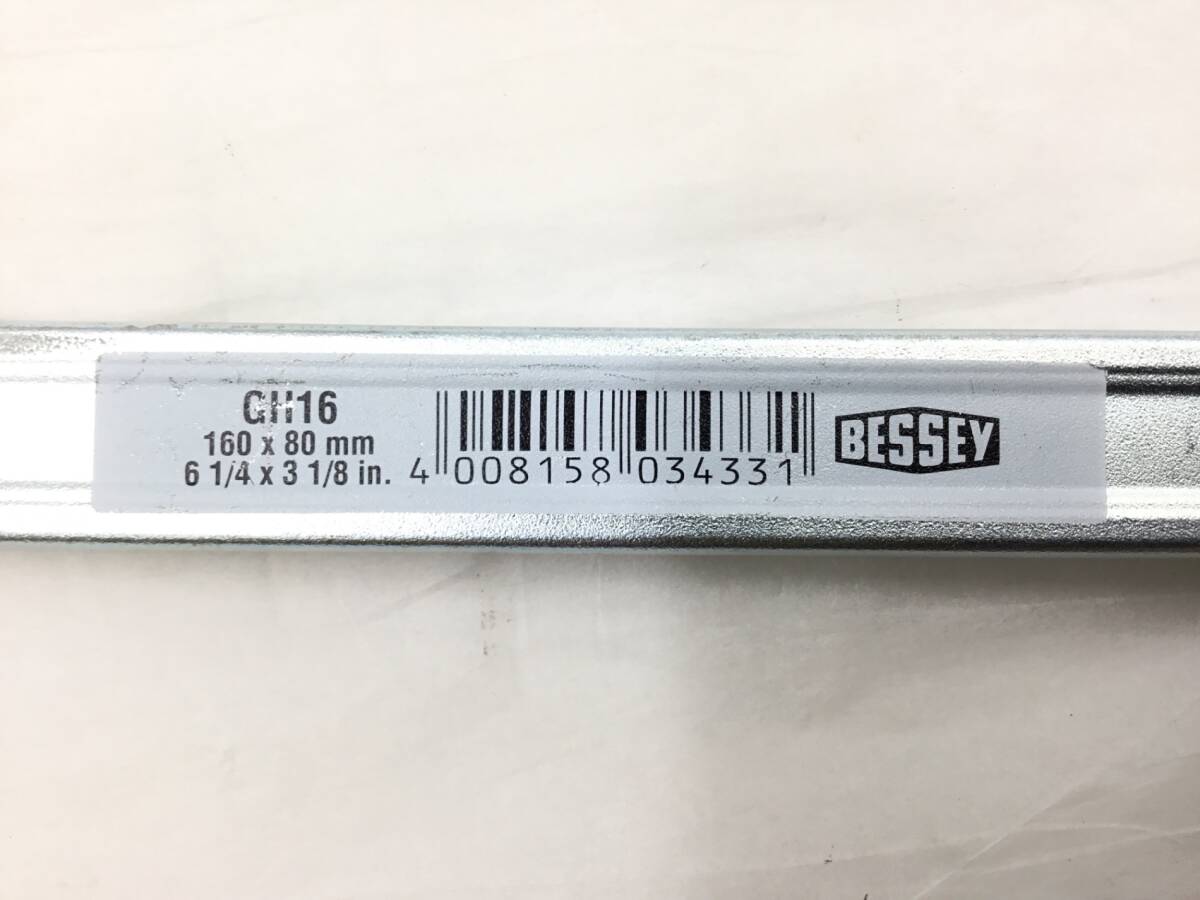 GH16
160 x 80 mm
6 1/4 x 3 1/8 in.
4 008158 034331
BESSEY